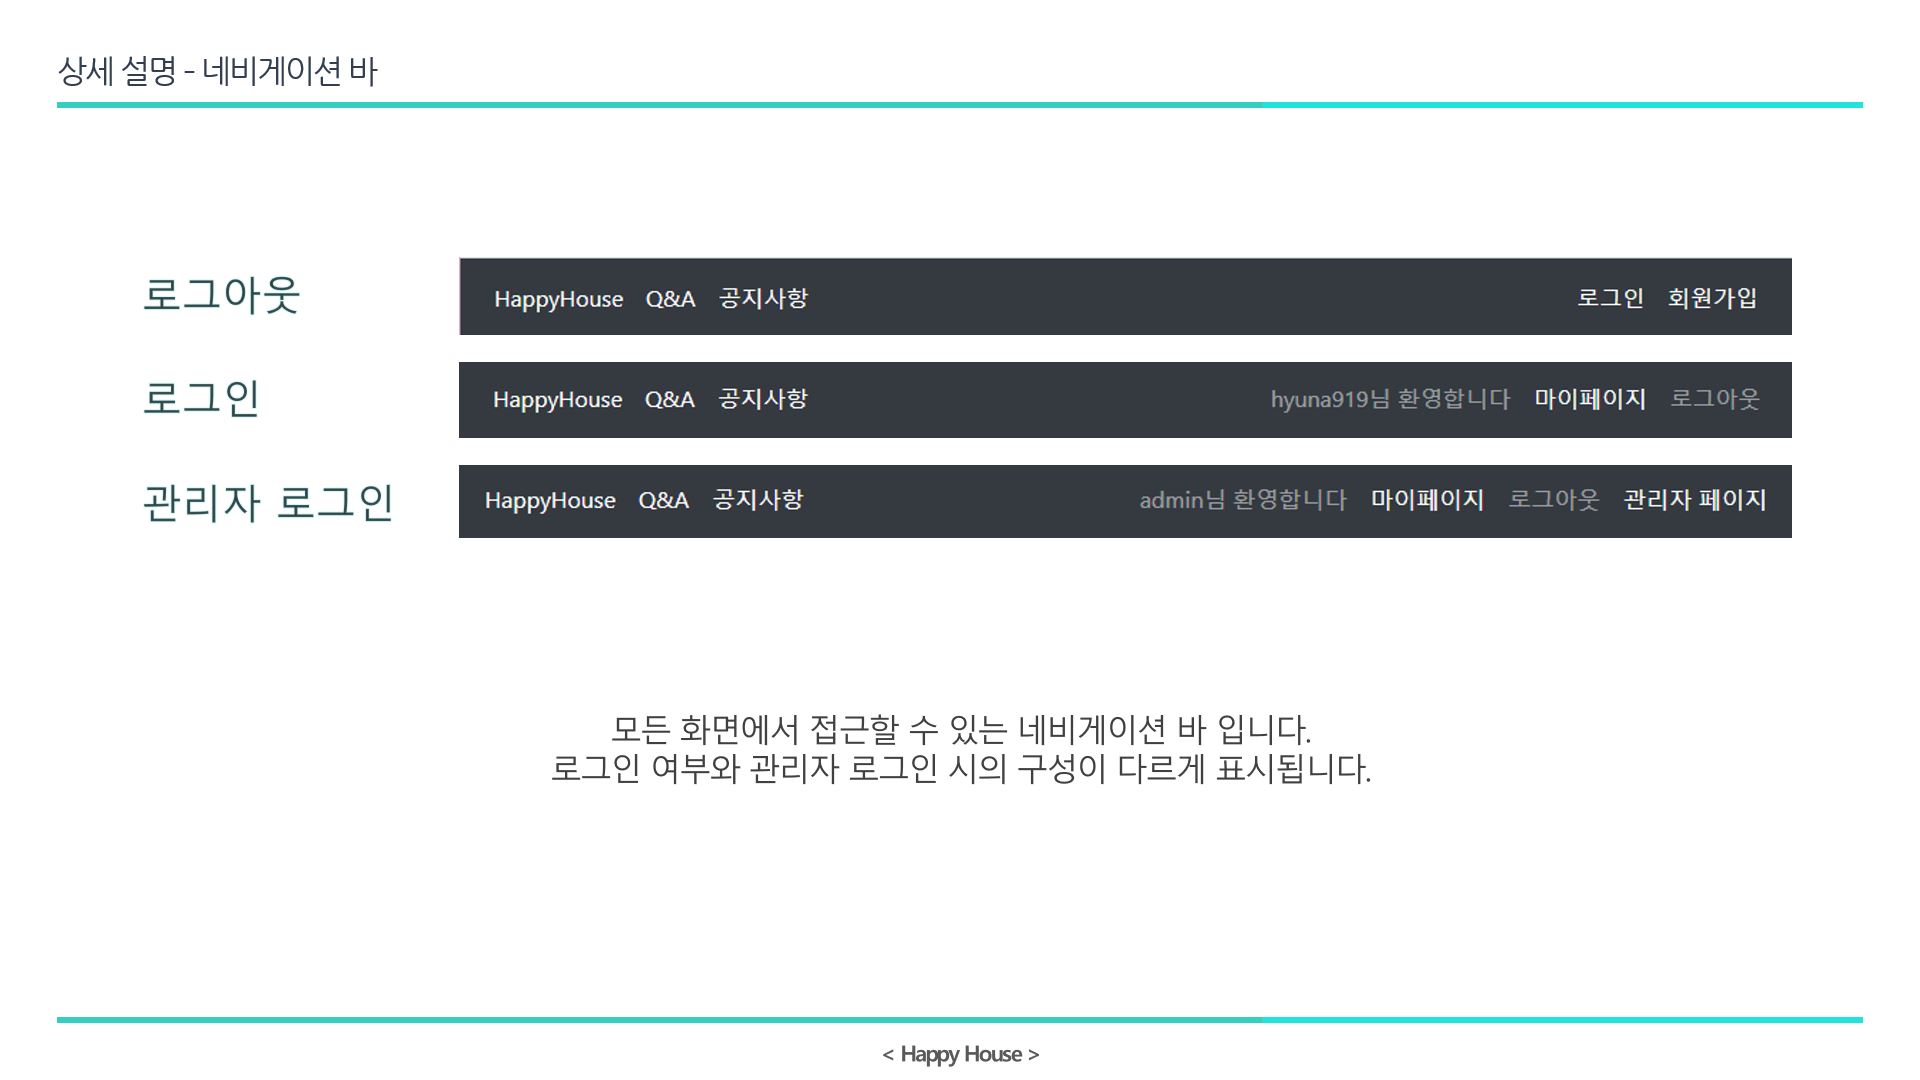 상세 설명 - 네비게이션 바
로그아웃
HappyHouse Q&A 공지사항 로그인 회원가입
로그인
HappyHouse Q&A 공지사항 hyuna919님 환영합니다 마이페이지 로그아웃
관리자 로그인
HappyHouse Q&A 공지사항 admin님 환영합니다 마이페이지 로그아웃 관리자 페이지
모든 화면에서 접근할 수 있는 네비게이션 바 입니다.
로그인 여부와 관리자 로그인 시의 구성이 다르게 표시됩니다.
< Happy House >